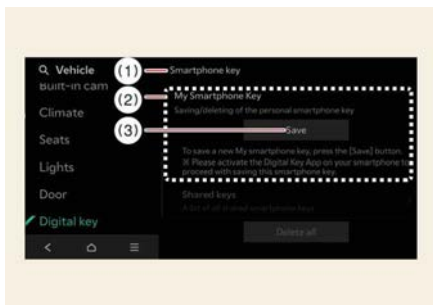 Vehicle
(1)
Smartphone key
Built-in cam
(2)
My Smartphone Key
Climate
Saving/deleting of the personal smartphone key
(3)
Save
Seats
To save a new My smartphone key, press the [Save] button.
Lights
※ Please activate the Digital Key App on your smartphone to
proceed with saving this smartphone key.
Door
Shared keys
Digital key
Delete all